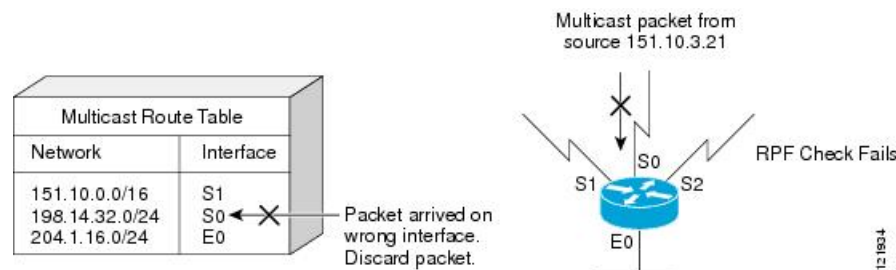 Multicast packet from
source 151.10.3.21
Multicast Route Table
Network Interface
151.10.0.0/16 S1
198.14.32.0/24 S0
204.1.16.0/24 E0
Packet arrived on
wrong interface.
Discard packet.
RPF Check Fails
S0
S1
S2
E0